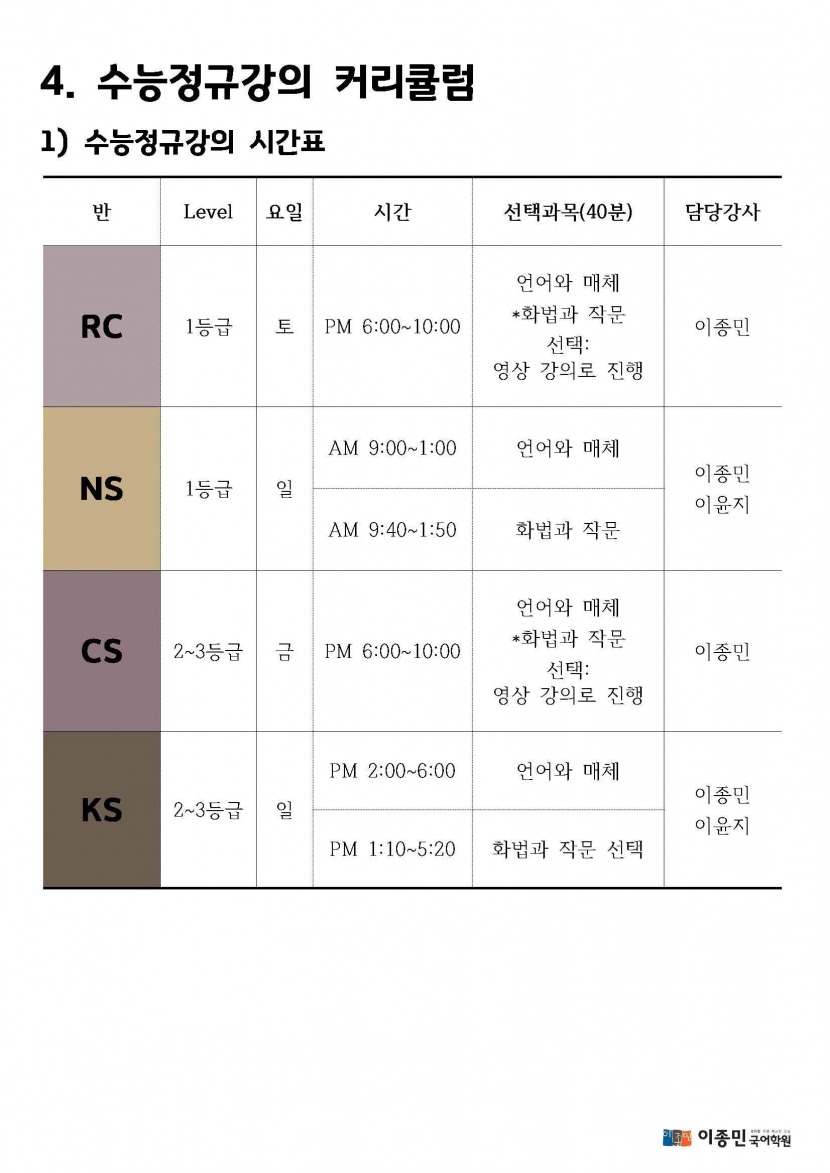 4. 수능정규강의 커리큘럼
1) 수능정규강의 시간표
반 Level 요일 시간 선택과목(40분) 담당강사
RC 1등급 토 PM 6:00~10:00 언어와 매체
*화법과 작문
선택:
영상 강의로 진행
이종민
NS 1등급 일
AM 9:00~1:00 언어와 매체
AM 9:40~1:50 화법과 작문
이종민
이윤지
CS 2~3등급 금 PM 6:00~10:00 언어와 매체
*화법과 작문
선택:
영상 강의로 진행
이종민
KS 2~3등급 일
PM 2:00~6:00 언어와 매체
PM 1:10~5:20 화법과 작문 선택
이종민
이윤지
이종민 국어학원